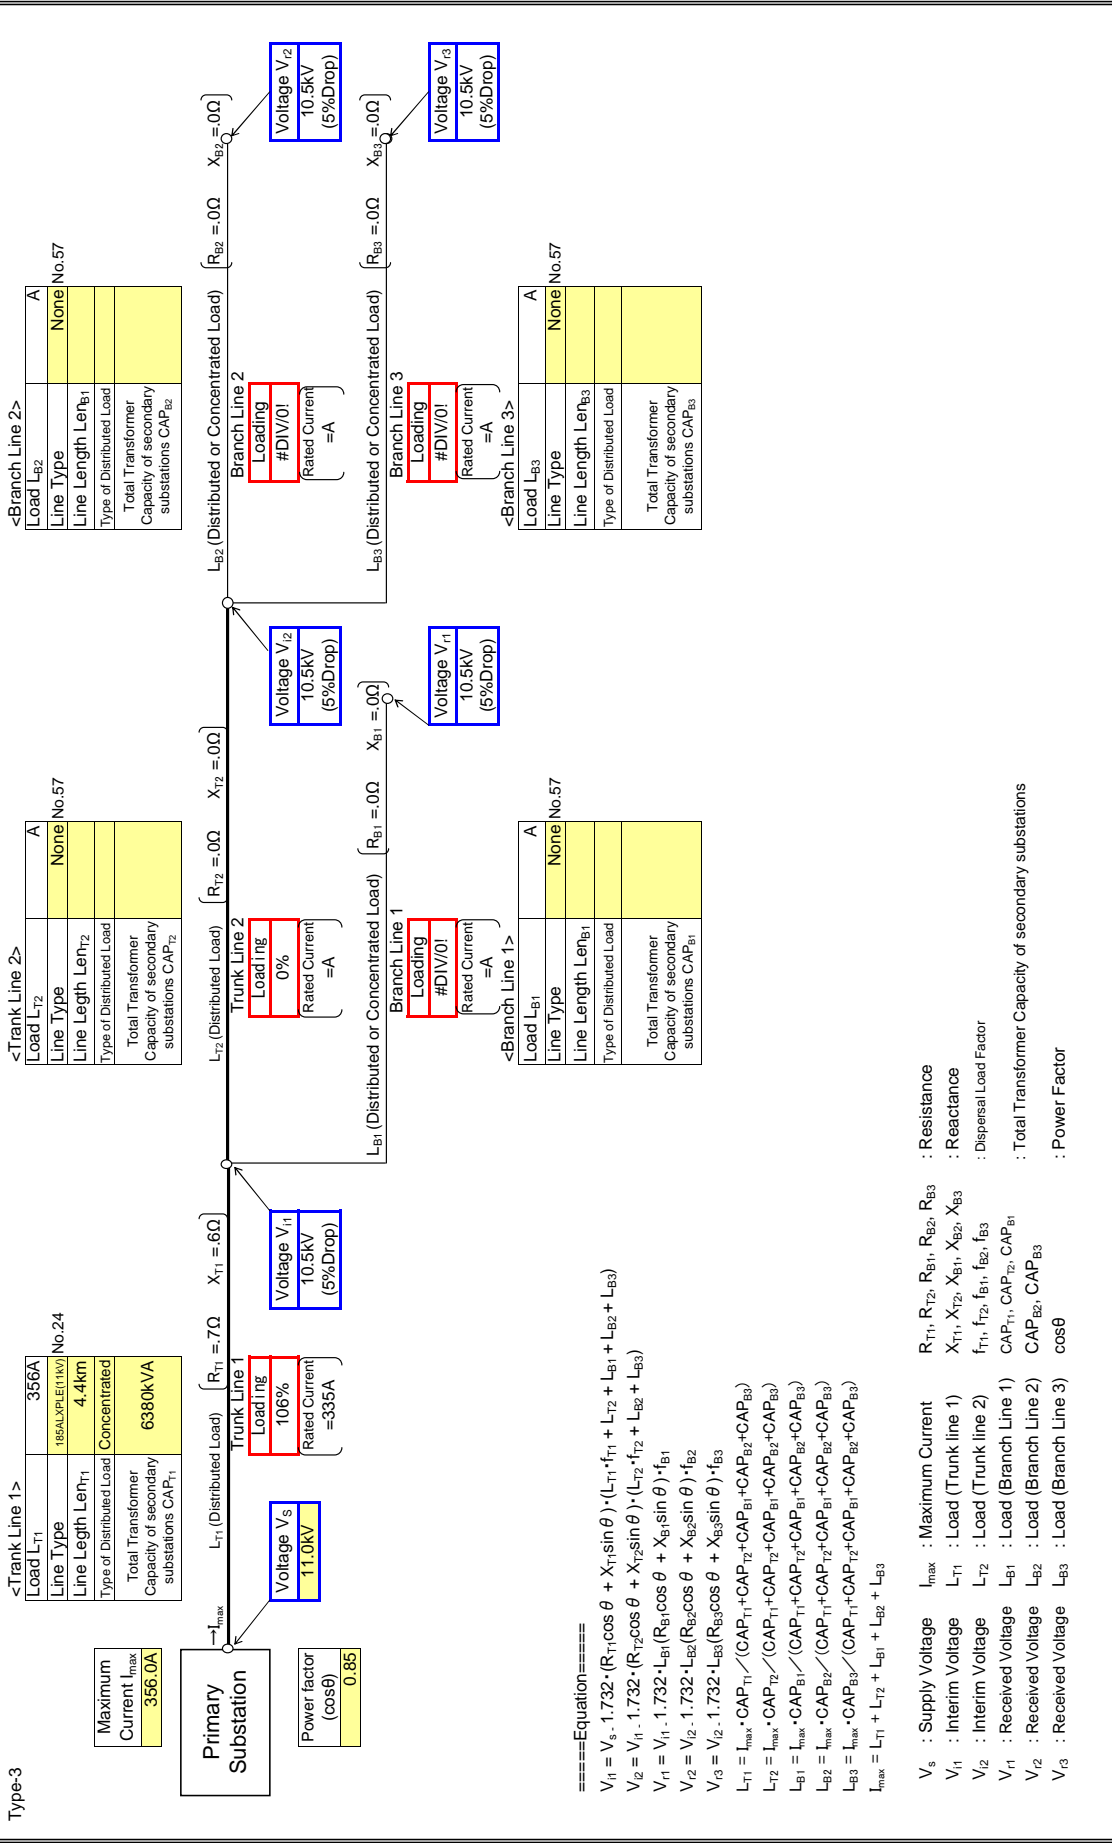 Type-3
Maximum
Current Imax
356.0A
Primary
Substation
Power factor
(cosθ)
0.85
→Imax
Voltage VS
11.0kV
<Trank Line 1>
Load LT1 356A
Line Type 185ALXPLE(11kV) No.24
Line Legth LenT1 4.4km
Type of Distributed Load Concentrated
Total Transformer
Capacity of secondary
substations CAPT1
6380kVA
LT1 (Distributed Load)
RT1 =.7Ω XT1 =.6Ω
Trunk Line 1
Loading
106%
Rated Current
=335A
Voltage Vi1
10.5kV
(5%Drop)
<Trank Line 2>
Load LT2 A
Line Type None No.57
Line Length LenT2
Type of Distributed Load
Total Transformer
Capacity of secondary
substations CAPT2
LT2 (Distributed Load)
RT2 =.0Ω XT2 =.0Ω
Trunk Line 2
Loading
0%
Rated Current
=A
Voltage Vi2
10.5kV
(5%Drop)
LB1 (Distributed or Concentrated Load)
RB1 =.0Ω XB1 =.0Ω
Branch Line 1
Loading
#DIV/0!
Rated Current
=A
Voltage Vr1
10.5kV
(5%Drop)
<Branch Line 1>
Load LB1 A
Line Type None No.57
Line Length LenB1
Type of Distributed Load
Total Transformer
Capacity of secondary
substations CAPB1
<Branch Line 2>
Load LB2 A
Line Type None No.57
Line Length LenB1
Type of Distributed Load
Total Transformer
Capacity of secondary
substations CAPB2
LB2 (Distributed or Concentrated Load)
RB2 =.0Ω XB2 =.0Ω
Branch Line 2
Loading
#DIV/0!
Rated Current
=A
Voltage Vr2
10.5kV
(5%Drop)
LB3 (Distributed or Concentrated Load)
RB3 =.0Ω XB3 =.0Ω
Branch Line 3
Loading
#DIV/0!
Rated Current
=A
Voltage Vr3
10.5kV
(5%Drop)
<Branch Line 3>
Load LB3 A
Line Type None No.57
Line Length LenB3
Type of Distributed Load
Total Transformer
Capacity of secondary
substations CAPB3
=====Equation=====
Vi1 = Vs - 1.732・(RT1cos θ + XT1sin θ)・(LT1・fT1 + LT2 + LB1 + LB2 + LB3)
Vi2 = Vi1 - 1.732・(RT2cos θ + XT2sin θ)・(LT2・fT2 + LB2 + LB3)
Vr1 = Vi1 - 1.732・LB1(RB1cos θ + XB1sin θ)・fB1
Vr2 = Vi2 - 1.732・LB2(RB2cos θ + XB2sin θ)・fB2
Vr3 = Vi2 - 1.732・LB3(RB3cos θ + XB3sin θ)・fB3
LT1 = Imax・CAPT1／(CAPT1+CAPT2+CAPB1+CAPB2+CAPB3)
LT2 = Imax・CAPT2／(CAPT1+CAPT2+CAPB1+CAPB2+CAPB3)
LB1 = Imax・CAPB1／(CAPT1+CAPT2+CAPB1+CAPB2+CAPB3)
LB2 = Imax・CAPB2／(CAPT1+CAPT2+CAPB1+CAPB2+CAPB3)
LB3 = Imax・CAPB3／(CAPT1+CAPT2+CAPB1+CAPB2+CAPB3)
Imax = LT1 + LT2 + LB1 + LB2 + LB3
Vs : Supply Voltage Imax : Maximum Current RT1, RT2, RB1, RB2, RB3 : Resistance
Vi1 : Interim Voltage LT1 : Load (Trunk line 1) XT1, XT2, XB1, XB2, XB3 : Reactance
Vi2 : Interim Voltage LT2 : Load (Trunk line 2) fT1, fT2, fB1, fB2, fB3 : Dispersal Load Factor
Vr1 : Received Voltage LB1 : Load (Branch Line 1) CAPT1, CAPT2, CAPB1 : Total Transformer Capacity of secondary substations
Vr2 : Received Voltage LB2 : Load (Branch Line 2) CAPB2, CAPB3
Vr3 : Received Voltage LB3 : Load (Branch Line 3) cosθ : Power Factor